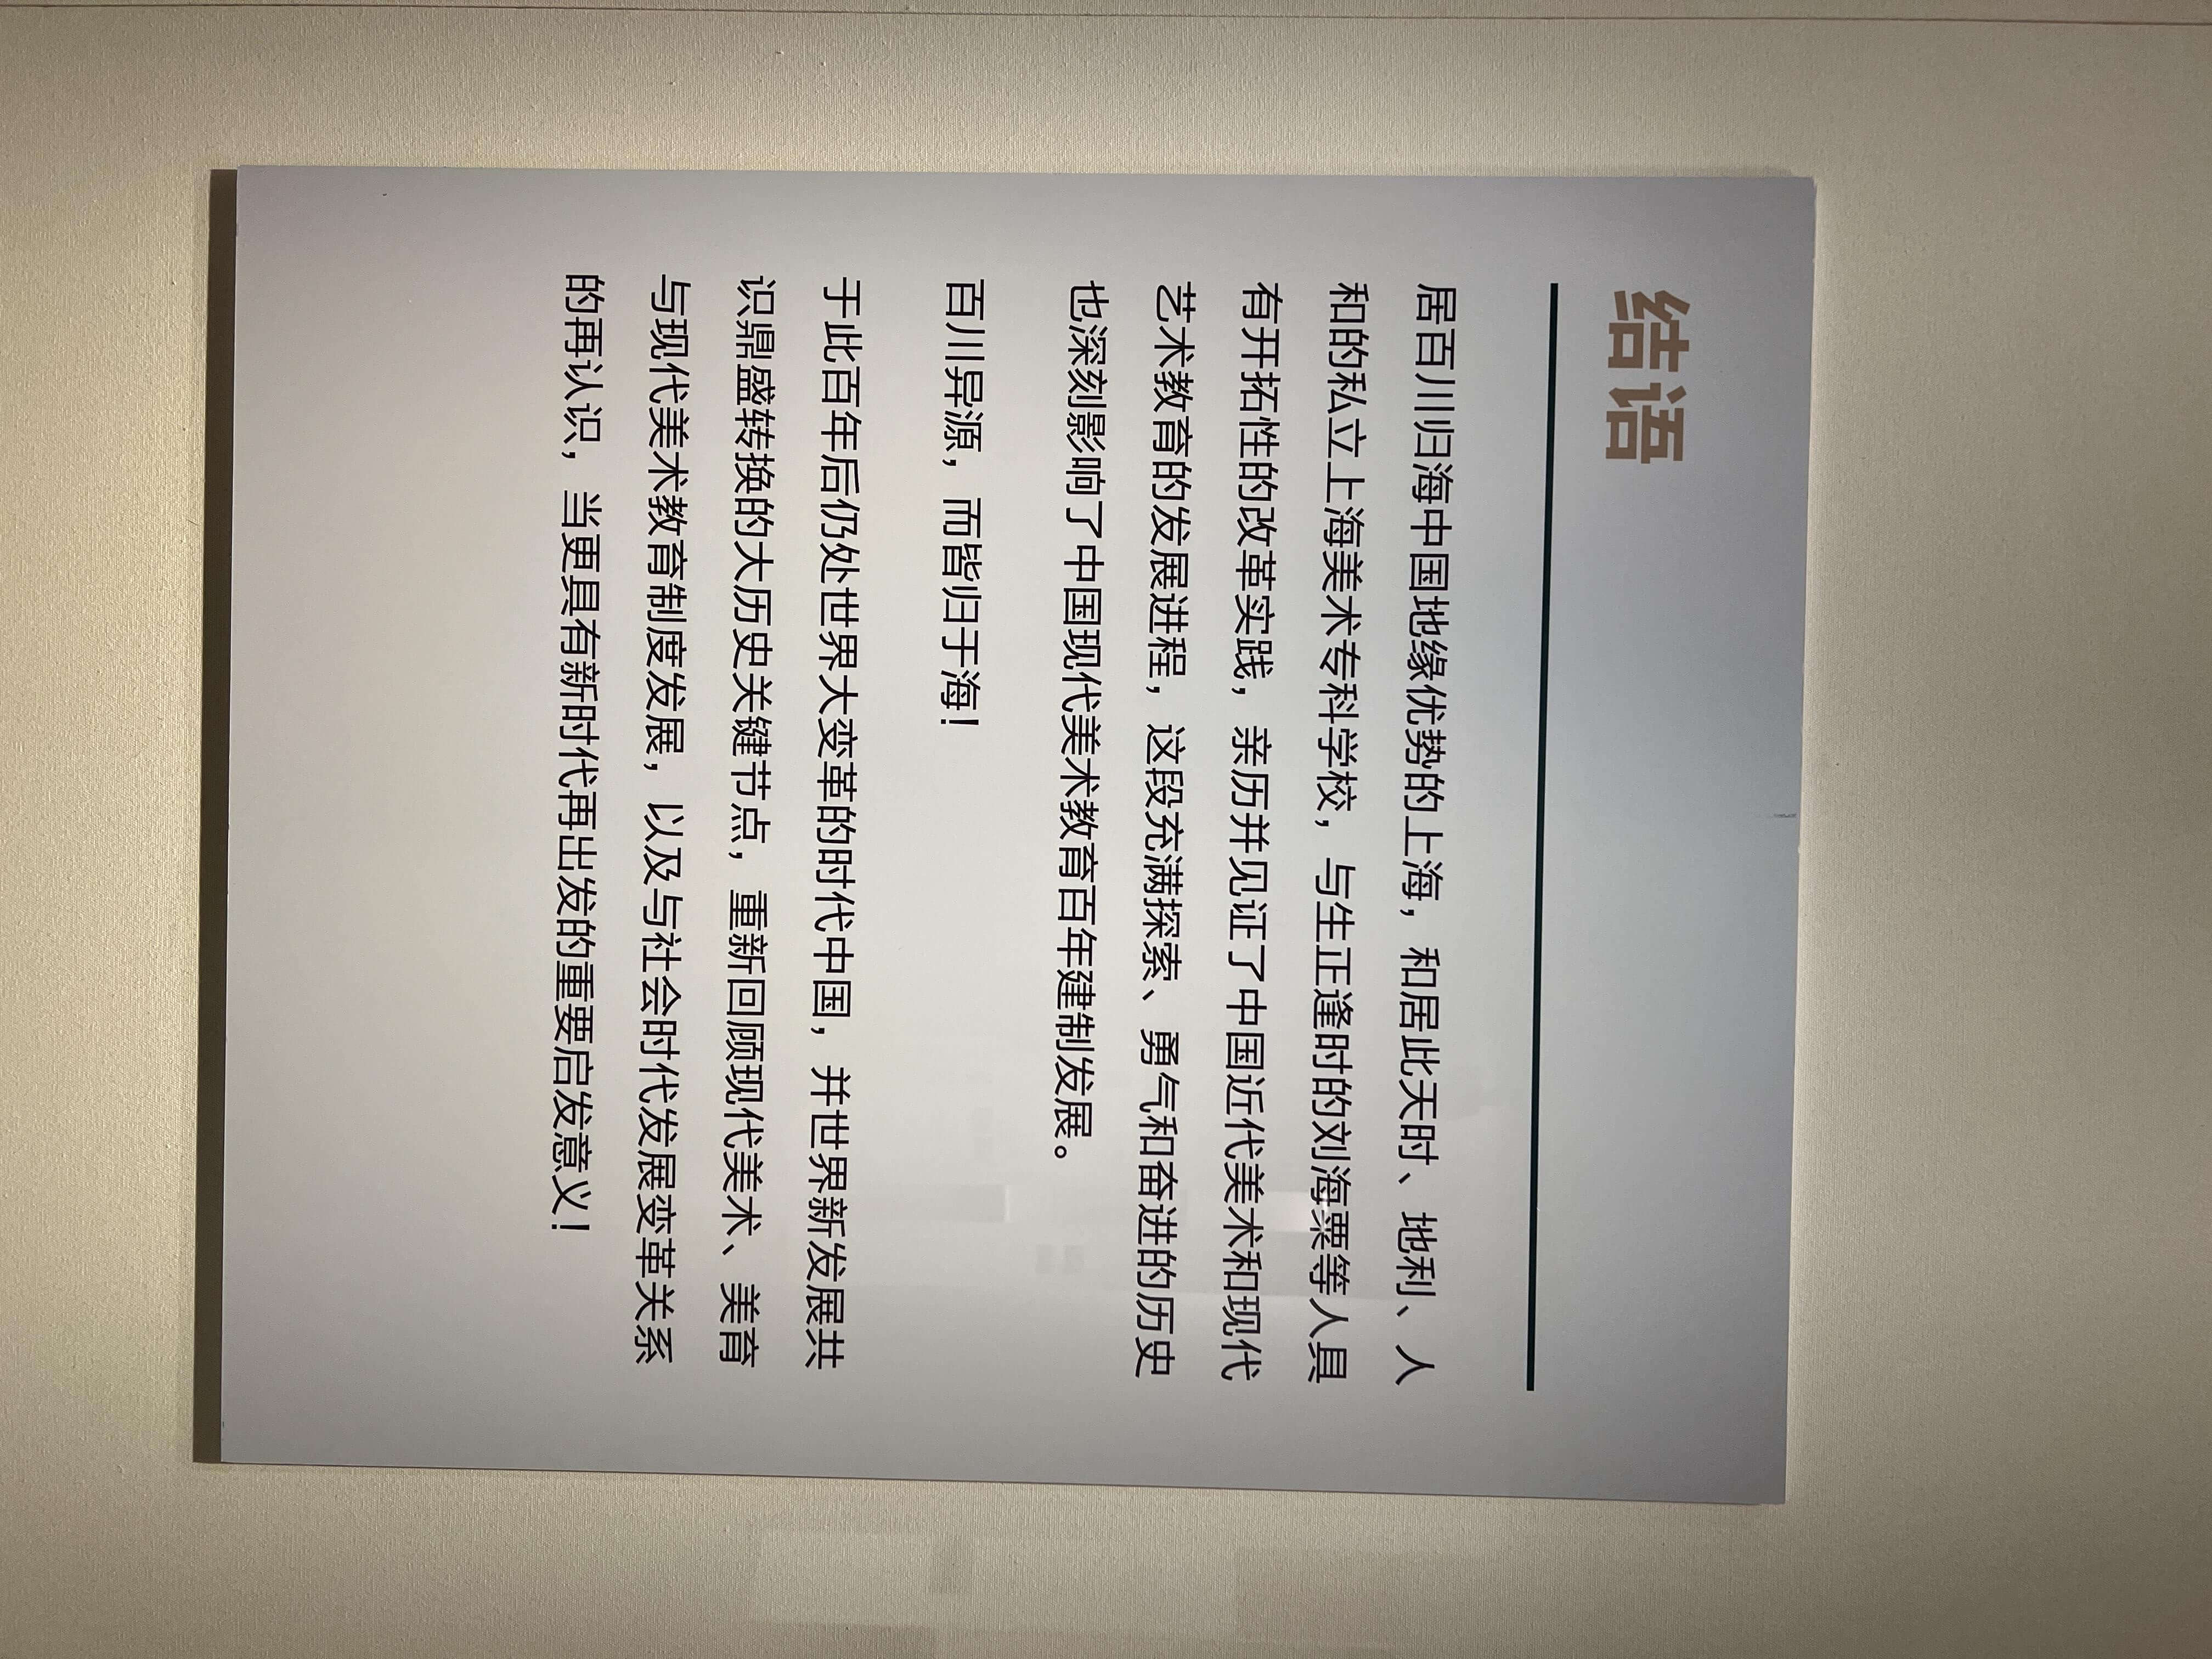 结语
居百川归海中国地缘优势的上海，和居此天时、地利、人
和的私立上海美术专科学校，与生正逢时的刘海粟等人具
有开拓性的改革实践，亲历并见证了中国近代美术和现代
艺术教育的发展进程，这段充满探索、勇气和奋进的历史
也深刻影响了中国现代美术教育百年建制发展。
百川异源，而皆归于海！
于此百年后仍处世界大变革的时代中国，并世界新发展共
识鼎盛转换的大历史关键节点，重新回顾现代美术、美育
与现代美术教育制度发展，以及与社会时代发展变革关系
的再认识，当更具有新时代再出发的重要启发意义！